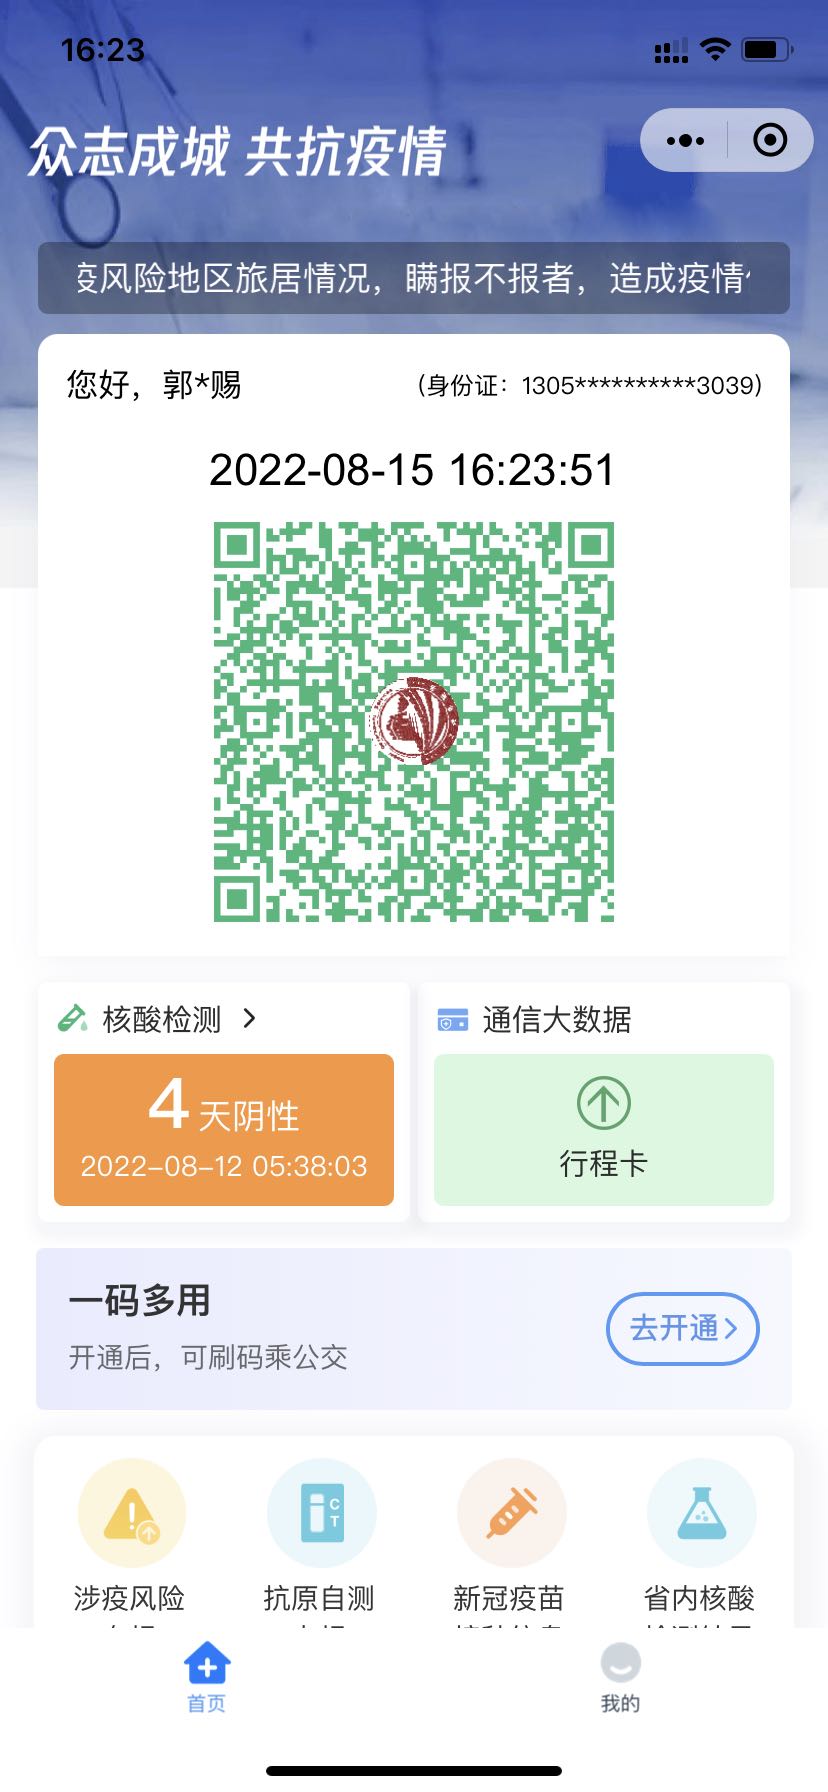 16:23
众志成城 共抗疫情
疫风险地区旅居情况，瞒报不报者，造成疫情
您好，郭*赐
(身份证：1305**********3039)
2022-08-15 16:23:51
核酸检测
通信大数据
4 天阴性
2022-08-12 05:38:03
行程卡
一码多用
开通后，可刷码乘公交
去开通
C
T
涉疫风险
抗原自测
新冠疫苗
省内核酸
首页
我的